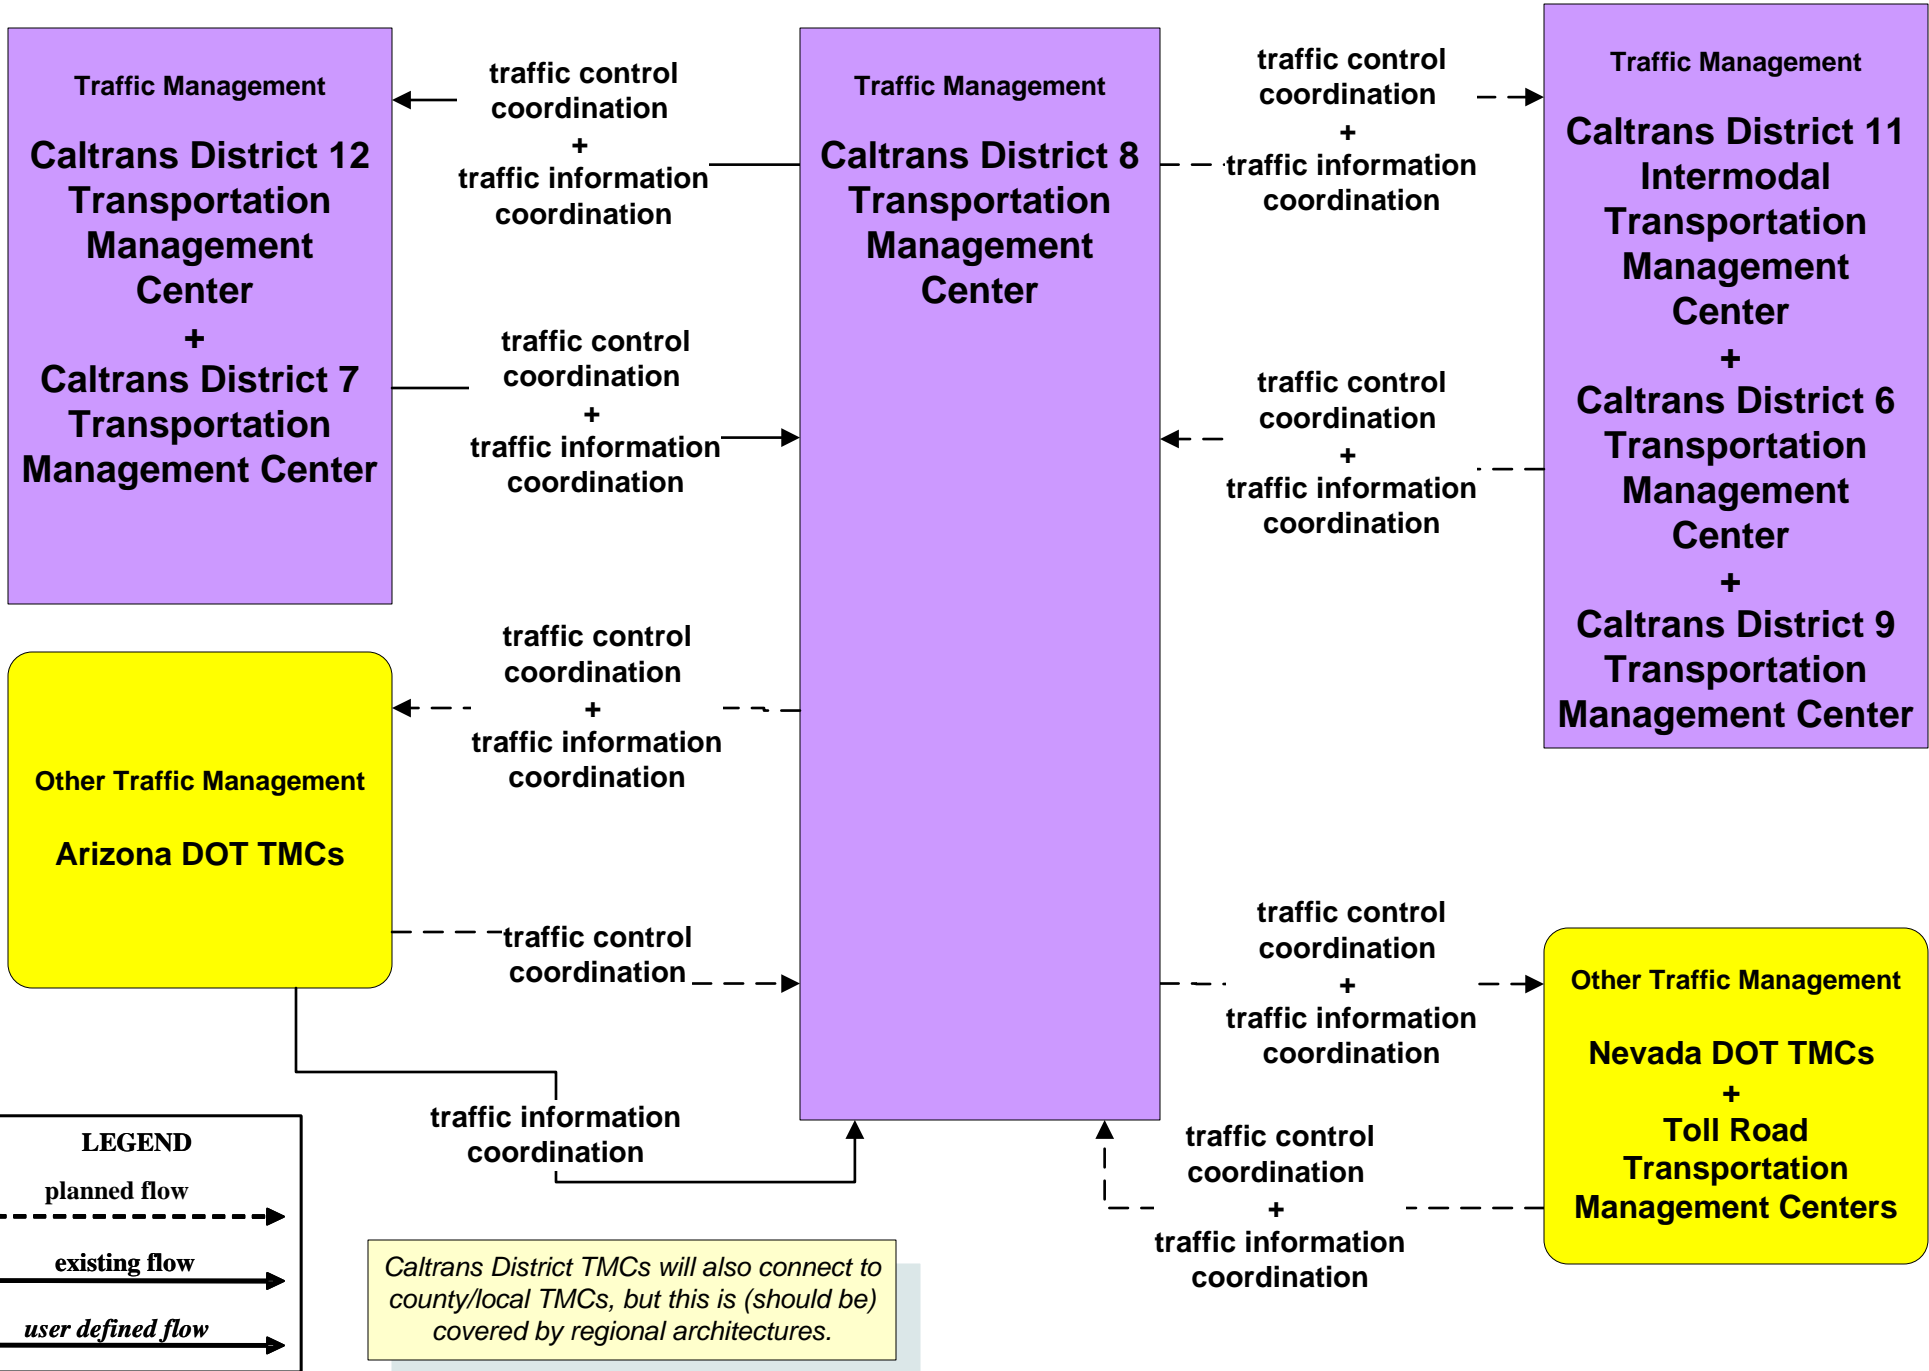 Traffic Management
Caltrans District 12
Transportation
Management
Center
+
Caltrans District 7
Transportation
Management Center
traffic control
coordination
+
traffic information
coordination
traffic control
coordination
+
traffic information
coordination
Traffic Management
Caltrans District 8
Transportation
Management
Center
traffic control
coordination
+
traffic information
coordination
traffic control
coordination
+
traffic information
coordination
Traffic Management
Caltrans District 11
Intermodal
Transportation
Management
Center
+
Caltrans District 6
Transportation
Management
Center
+
Caltrans District 9
Transportation
Management Center
Other Traffic Management
Arizona DOT TMCs
traffic control
coordination
+
traffic information
coordination
traffic control
coordination
traffic information
coordination
traffic control
coordination
+
traffic information
coordination
traffic control
coordination
+
traffic information
coordination
Other Traffic Management
Nevada DOT TMCs
+
Toll Road
Transportation
Management Centers
LEGEND
planned flow
existing flow
user defined flow
Caltrans District TMCs will also connect to
county/local TMCs, but this is (should be)
covered by regional architectures.